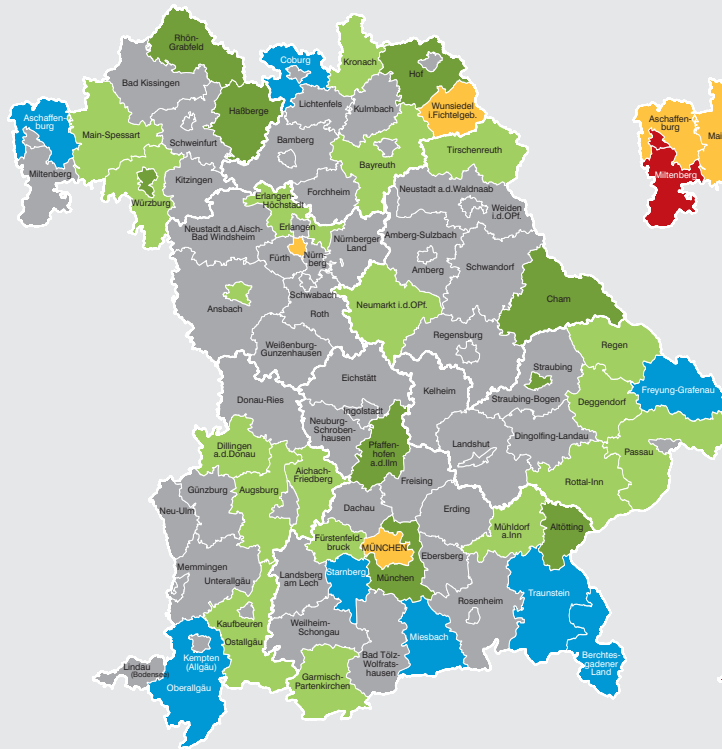 Rhön-
Grabfeld
Bad Kissingen
Coburg
Kronach
Hof
Lichtenfels
Kulmbach
Wunsiedel
i.Fichtelgeb.
Aschaffen-
burg
Main-Spessart
Schweinfurt
Haßberge
Bamberg
Bayreuth
Tirschenreuth
Miltenberg
Würzburg
Kitzingen
Erlangen-
Höchstadt
Forchheim
Neustadt a.d.Waldnaab
Weiden
i.d.OPf.
Neustadt a.d.Aisch-
Bad Windsheim
Erlangen
Fürth
Nürn-
berg
Nürnberger
Land
Amberg-Sulzbach
Amberg
Schwandorf
Ansbach
Schwabach
Roth
Neumarkt i.d.OPf.
Cham
Weißenburg-
Gunzenhausen
Regensburg
Regen
Eichstätt
Kelheim
Straubing
Straubing-Bogen
Freyung-Grafenau
Deggendorf
Donau-Ries
Ingolstadt
Neuburg-
Schroben-
hausen
Pfaffen-
hofen
a.d.Ilm
Landshut
Dingolfing-Landau
Passau
Dillingen
a.d.Donau
Aichach-
Friedberg
Augsburg
Günzburg
Neu-Ulm
Freising
Rottal-Inn
Dachau
Erding
Mühldorf
a.Inn
Altötting
Fürstenfeld-
bruck
MÜNCHEN
Ebersberg
München
Memmingen
Unterallgäu
Landsberg
am Lech
Starnberg
Traunstein
Rosenheim
Kaufbeuren
Ostallgäu
Weilheim-
Schongau
Miesbach
Bad Tölz-
Wolfrats-
hausen
Berchtes-
gadener
Land
Lindau
(Bodensee)
Kempten
(Allgäu)
Oberallgäu
Garmisch-
Partenkirchen
Aschaffen-
burg
Mai
Miltenberg